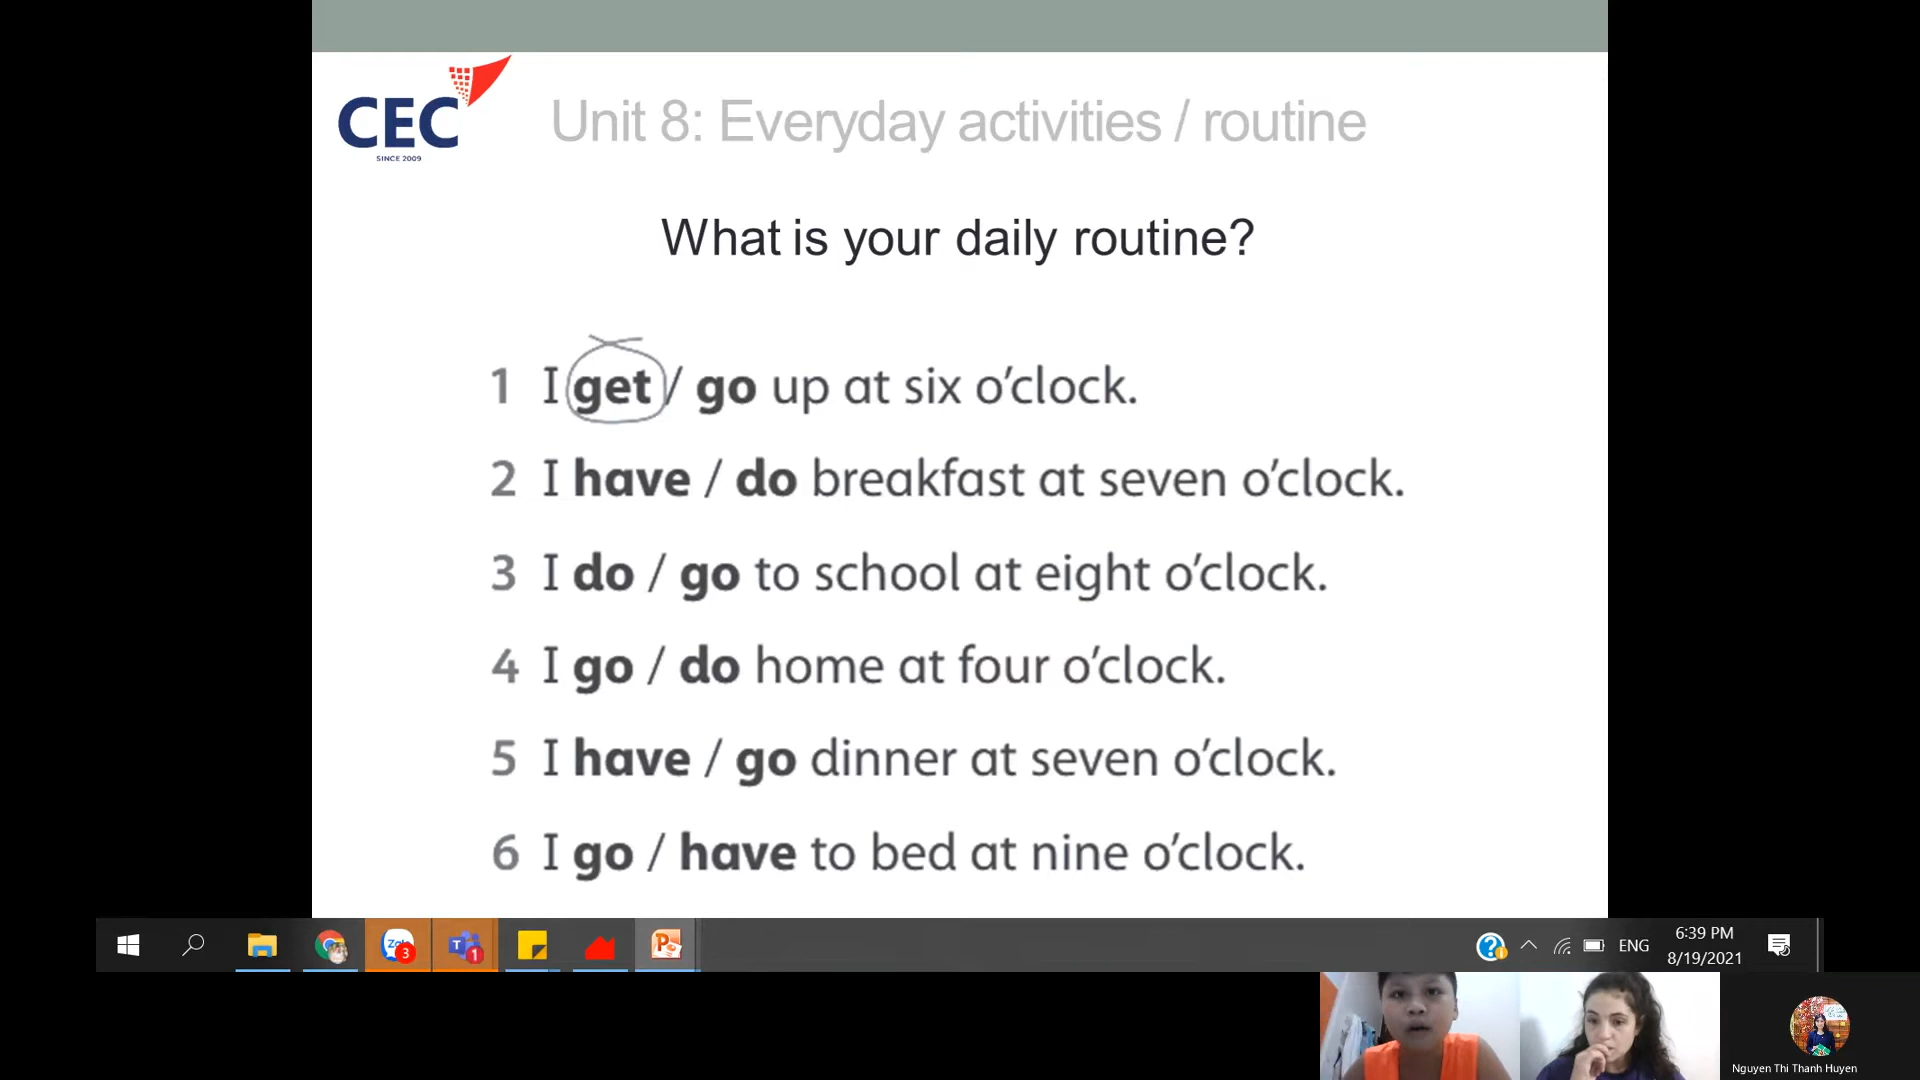 CEC
SINCE 2009
Unit 8: Everyday activities / routine
What is your daily routine?
1 I get / go up at six o’clock.
2 I have / do breakfast at seven o’clock.
3 I do / go to school at eight o’clock.
4 I go / do home at four o’clock.
5 I have / go dinner at seven o’clock.
6 I go / have to bed at nine o’clock.
Zalo
3
1
ENG
6:39 PM
8/19/2021
Nguyen Thi Thanh Huyen